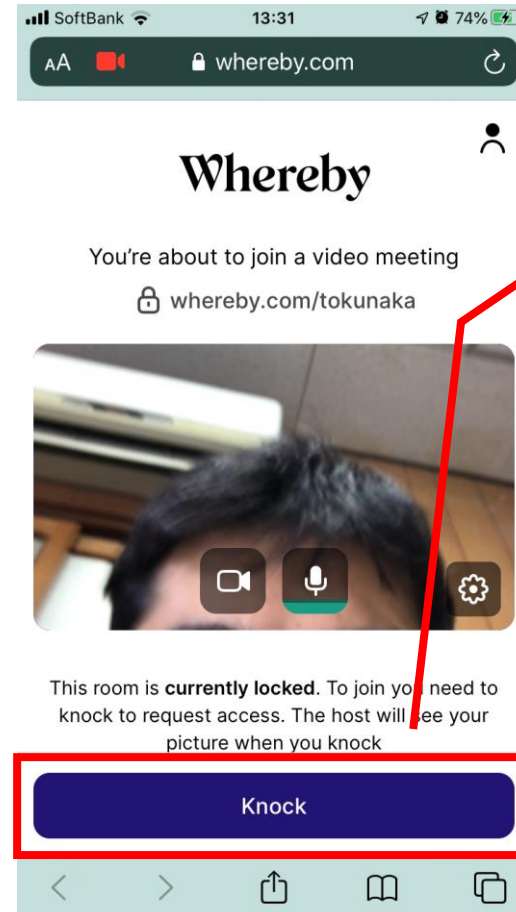 SoftBank 13:31 74%
AA whereby.com
Whereby
You're about to join a video meeting
whereby.com/tokunaka
This room is currently locked. To join you need to
knock to request access. The host will see your
picture when you knock
Knock